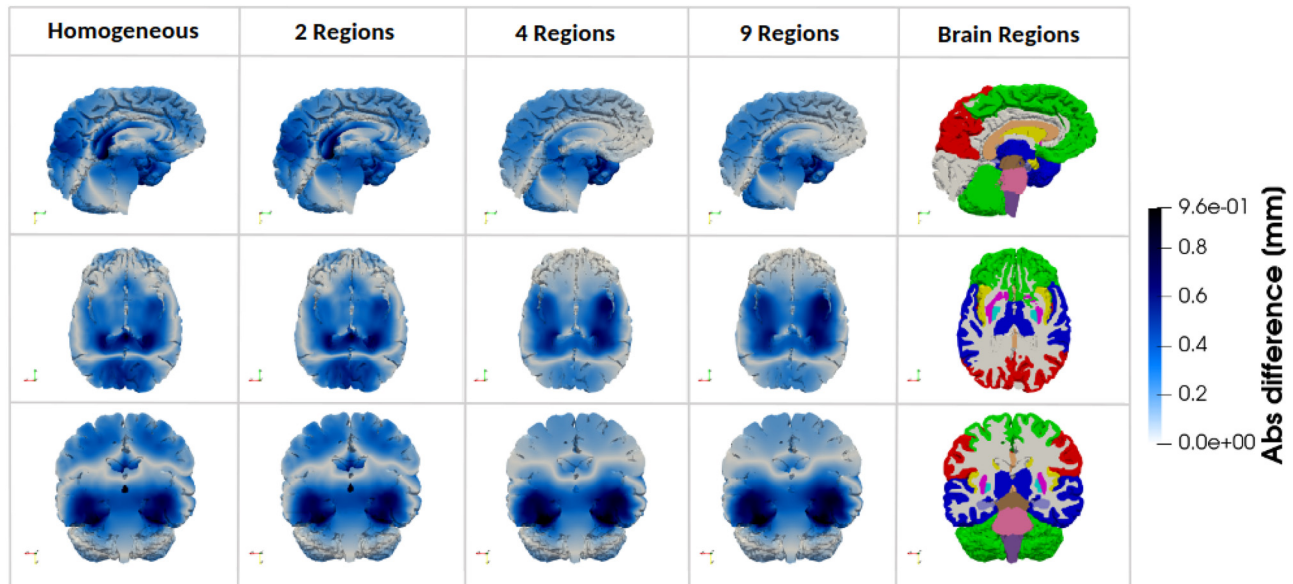 Homogeneous
2 Regions
4 Regions
9 Regions
Brain Regions
9.6e-01
0.8
0.6
0.4
0.2
0.0e+00
Abs difference (mm)